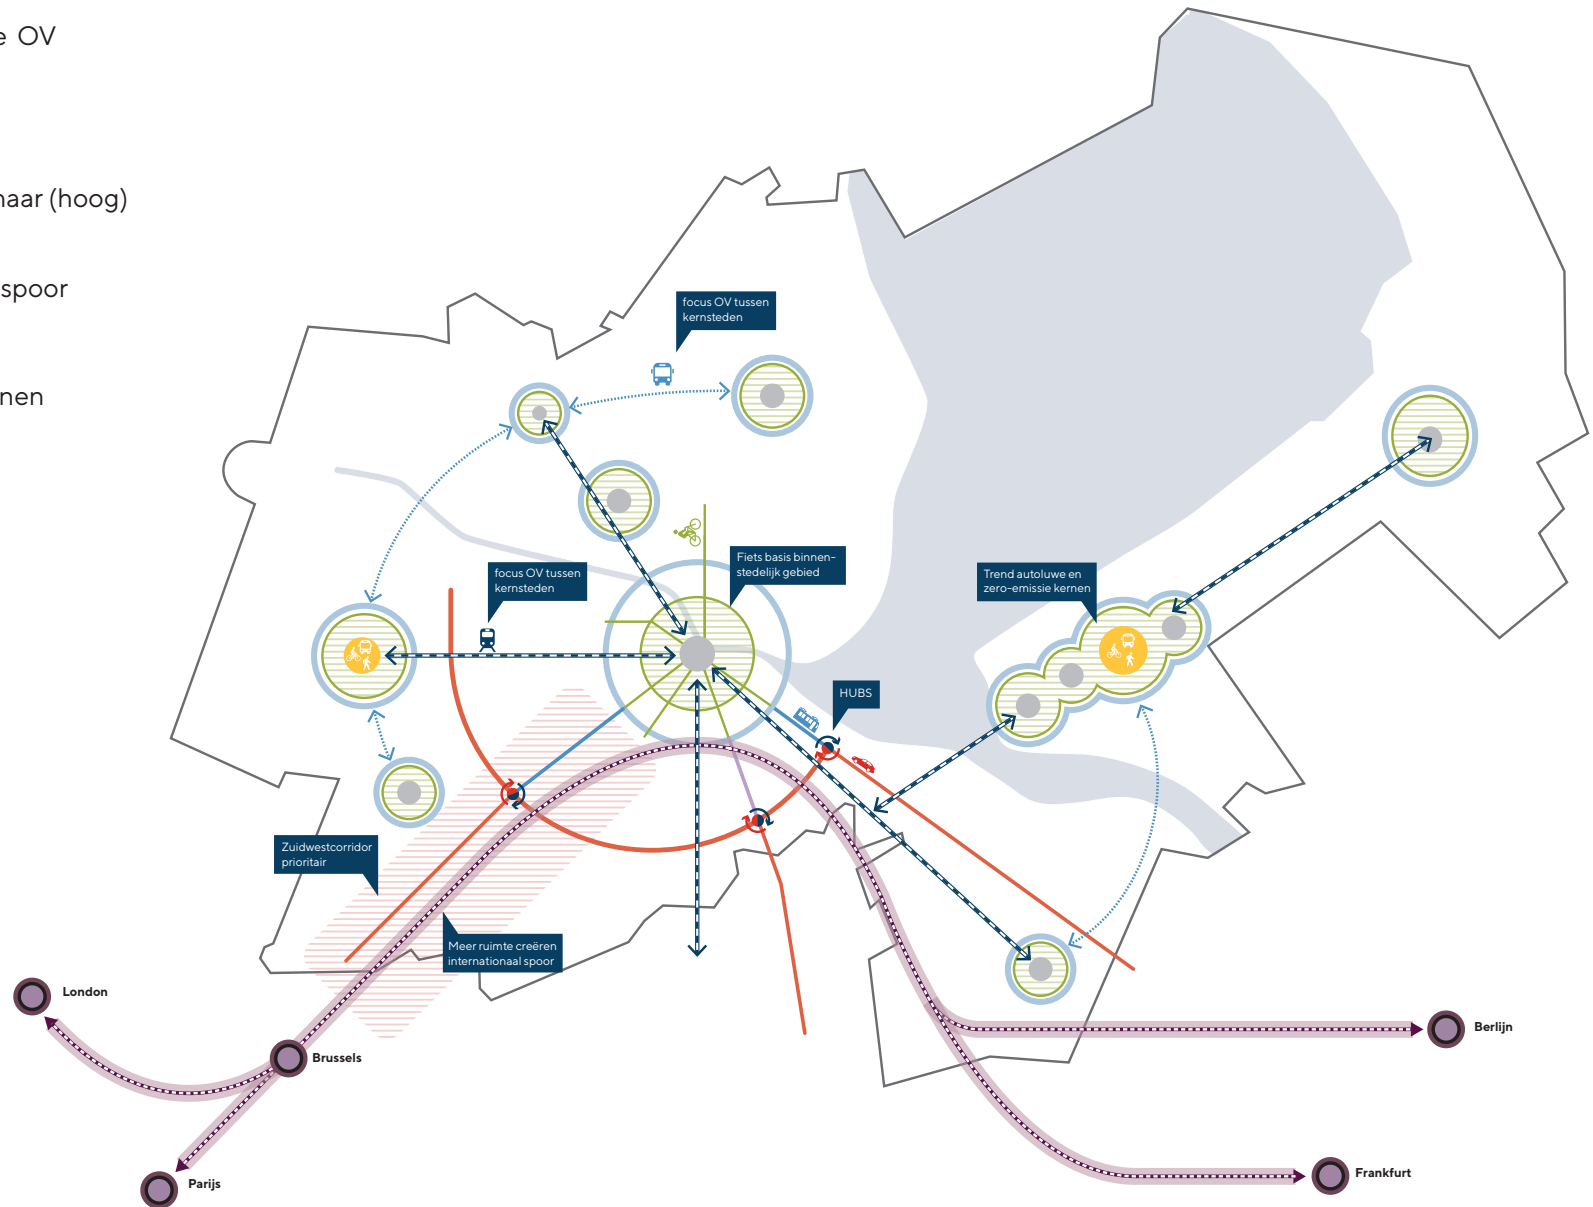 e OV
naar (hoog)
spoor
nen
focus OV tussen
kernsteden
Fiets basis binnen-
stedelijk gebied
focus OV tussen
kernsteden
Trend autoluwe en
zero-emissie kernen
HUBS
Zuidwestcorridor
prioritair
Meer ruimte creëren
internationaal spoor
London
Brussels
Parijs
Berlijn
Frankfurt